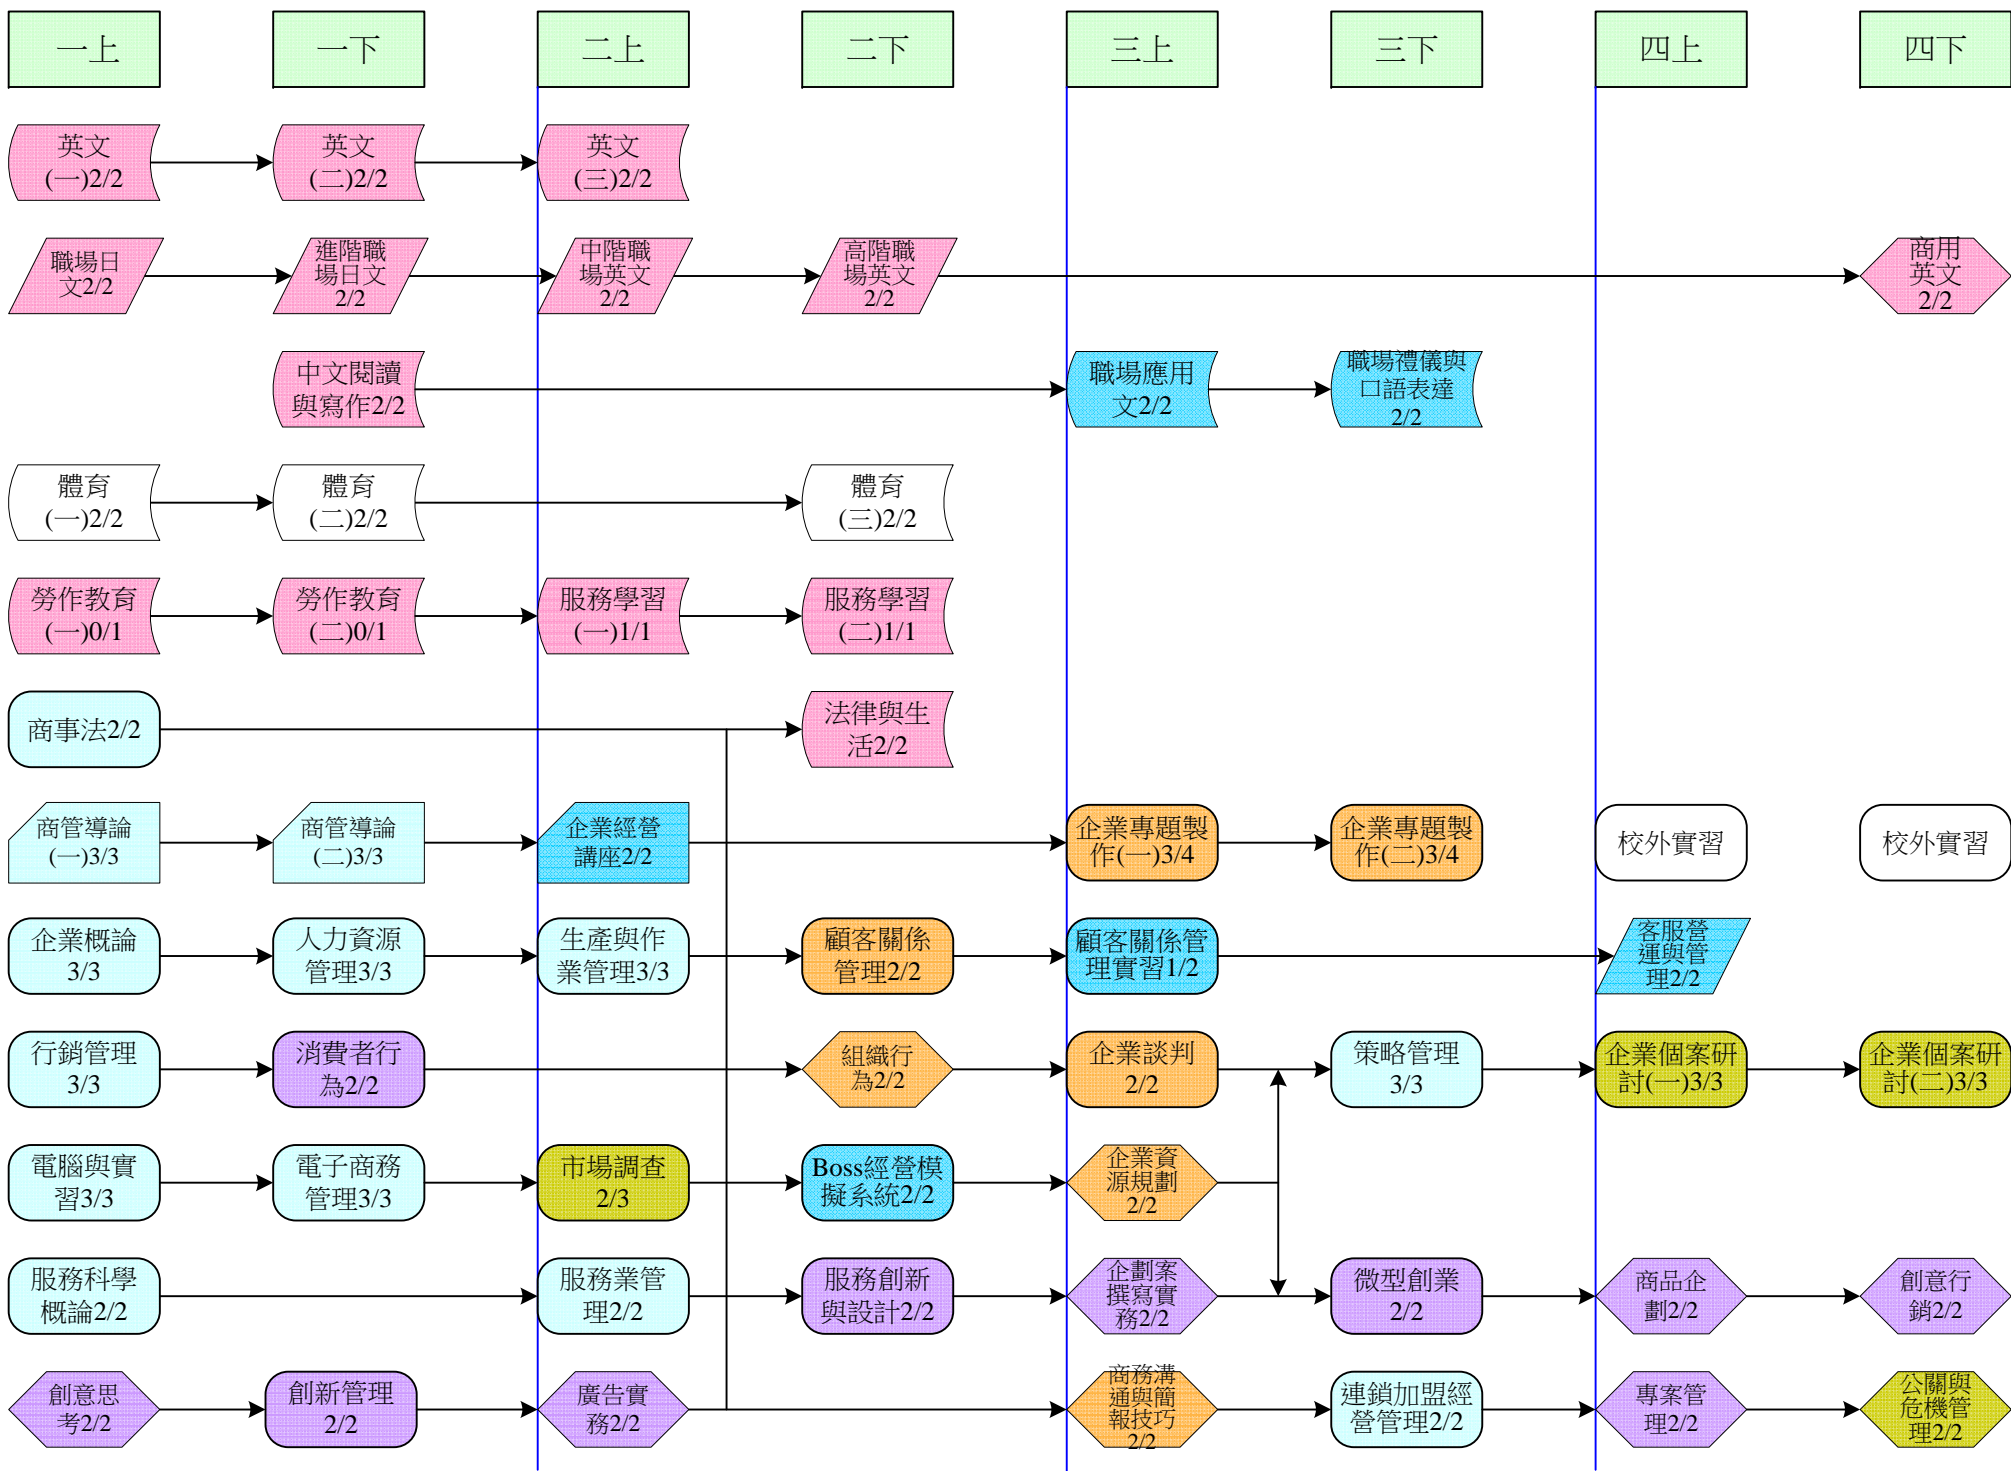 一上
一下
二上
二下
三上
三下
四上
四下
英文
(一)2/2
英文
(二)2/2
英文
(三)2/2
職場日
文2/2
進階職
場日文
2/2
中階職
場英文
2/2
高階職
場英文
2/2
商用
英文
2/2
中文閱讀
與寫作2/2
職場應用
文2/2
職場禮儀與
口語表達
2/2
體育
(一)2/2
體育
(二)2/2
體育
(三)2/2
勞作教育
(一)0/1
勞作教育
(二)0/1
服務學習
(一)1/1
服務學習
(二)1/1
商事法2/2
法律與生
活2/2
商管導論
(一)3/3
商管導論
(二)3/3
企業經營
講座2/2
企業專題製
作(一)3/4
企業專題製
作(二)3/4
校外實習
校外實習
企業概論
3/3
人力資源
管理3/3
生產與作
業管理3/3
顧客關係
管理2/2
顧客關係管
理實習1/2
客服營
運與管
理2/2
行銷管理
3/3
消費者行
為2/2
組織行
為2/2
企業談判
2/2
策略管理
3/3
企業個案研
討(一)3/3
企業個案研
討(二)3/3
電腦與實
習3/3
電子商務
管理3/3
市場調查
2/3
Boss經營模
擬系統2/2
企業資
源規劃
2/2
服務科學
概論2/2
服務業管
理2/2
服務創新
與設計2/2
企劃案
撰寫實
務2/2
微型創業
2/2
商品企
劃2/2
創意行
銷2/2
創意思
考2/2
創新管理
2/2
廣告實
務2/2
商務溝
通與簡
報技巧
2/2
連鎖加盟經
營管理2/2
專案管
理2/2
公關與
危機管
理2/2